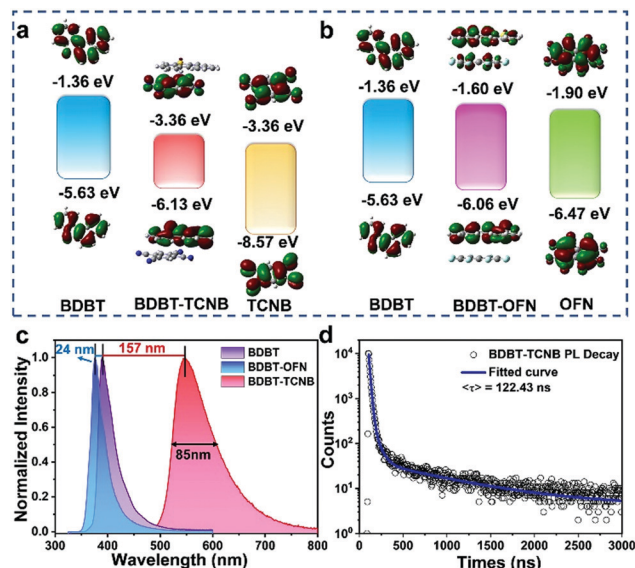 a
-1.36 eV
-3.36 eV
-3.36 eV
-5.63 eV
-6.13 eV
-8.57 eV
BDBT
BDBT-TCNB
TCNB
b
-1.36 eV
-1.60 eV
-1.90 eV
-5.63 eV
-6.06 eV
-6.47 eV
BDBT
BDBT-OFN
OFN
c
24 nm
157 nm
BDBT
BDBT-OFN
BDBT-TCNB
85nm
1.0
0.8
0.6
0.4
0.2
0.0
300 400 500 600 700 800
Normalized Intensity
Wavelength (nm)
d
BDBT-TCNB PL Decay
Fitted curve
<τ> = 122.43 ns
10⁴
10³
10²
10¹
10⁰
0 500 1000 1500 2000 2500 3000
Counts
Times (ns)